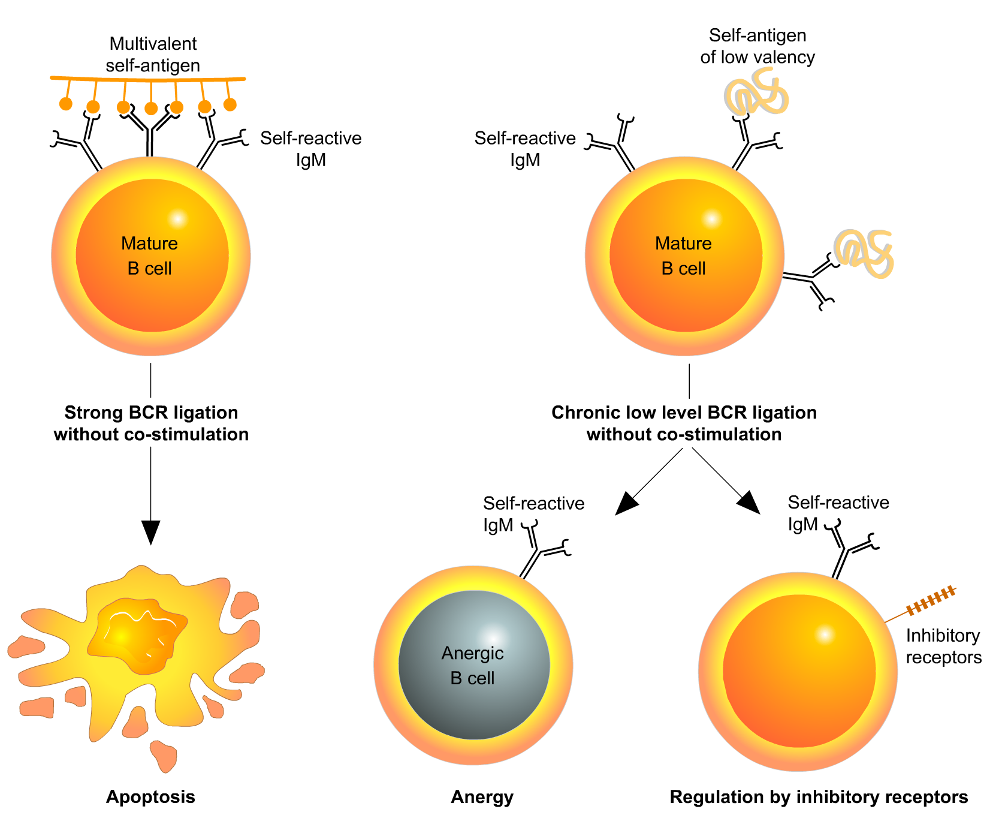 Multivalent
self-antigen
Self-reactive
IgM
Mature
B cell
Strong BCR ligation
without co-stimulation
Apoptosis
Self-antigen
of low valency
Self-reactive
IgM
Mature
B cell
Chronic low level BCR ligation
without co-stimulation
Self-reactive
IgM
Anergic
B cell
Anergy
Self-reactive
IgM
Inhibitory
receptors
Regulation by inhibitory receptors